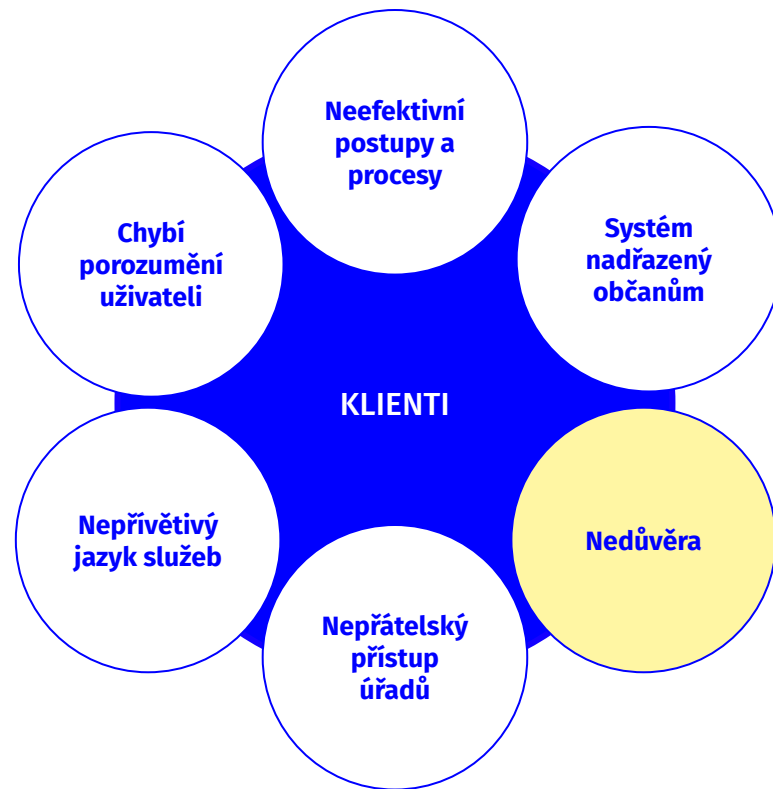 Neefektivní
postupy a
procesy
Chybí
porozumění
uživateli
Systém
nadřazený
občanům
KLIENTI
Nepřívětivý
jazyk služeb
Nedůvěra
Nepřátelský
přístup
úřadů